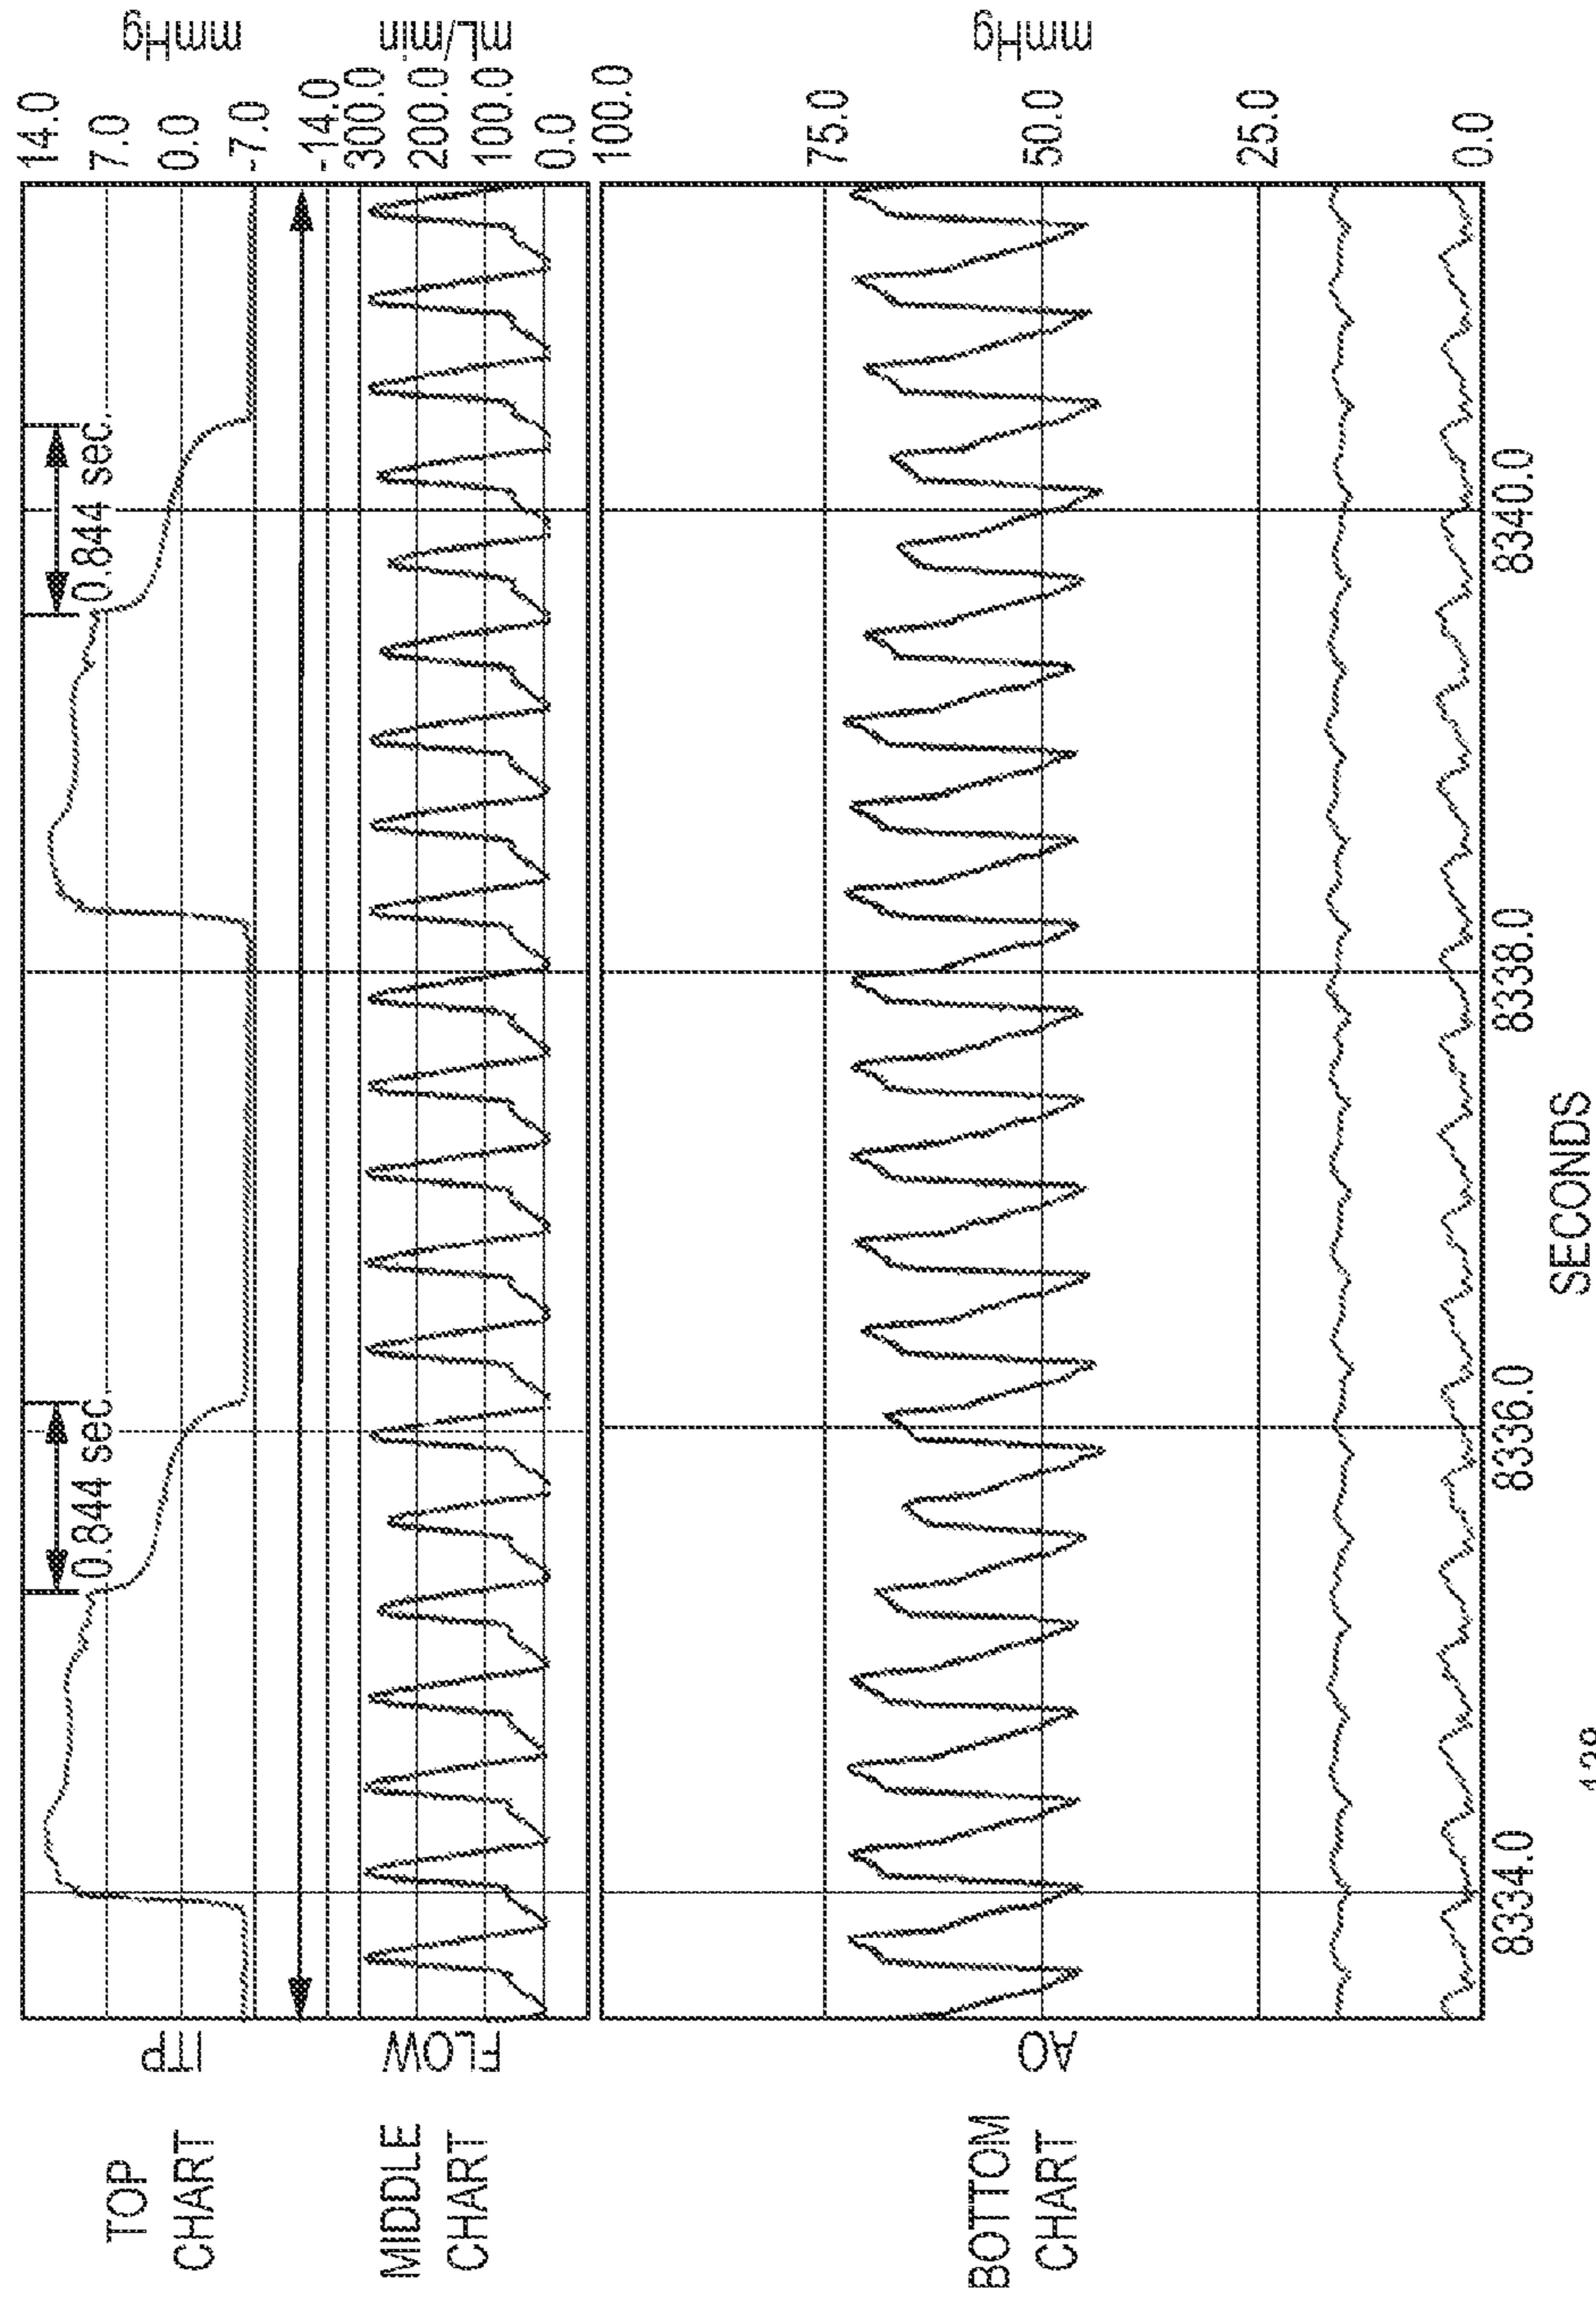 TOP
CHART
ITP
14.0
7.0
0.0
-7.0
-14.0
mmHg
0.844 sec
0.844 sec.
MIDDLE
CHART
FLOW
300.0
200.0
100.0
0.0
mL/min
BOTTOM
CHART
AO
100.0
75.0
50.0
25.0
0.0
mmHg
8334.0
8336.0
8338.0
8340.0
SECONDS